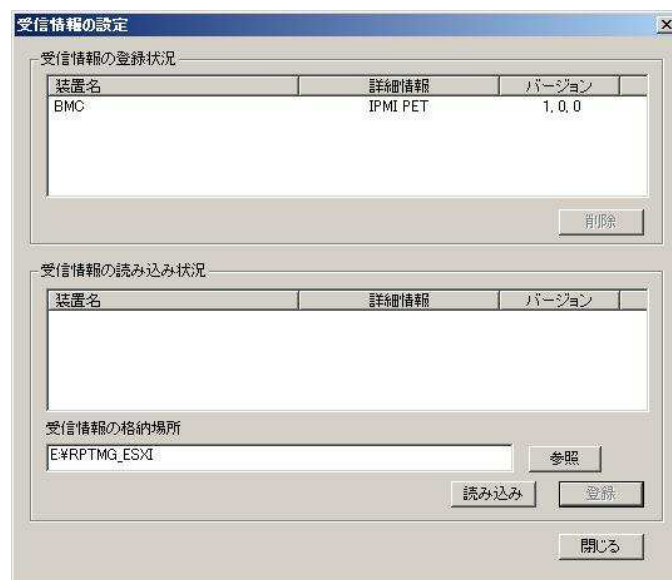 受信情報の設定
受信情報の登録状況
装置名 詳細情報 バージョン
BMC IPMI PET 1, 0, 0
削除
受信情報の読み込み状況
装置名 詳細情報 バージョン
受信情報の格納場所
E:¥RPTMG_ESXI
参照
読み込み 登録
閉じる